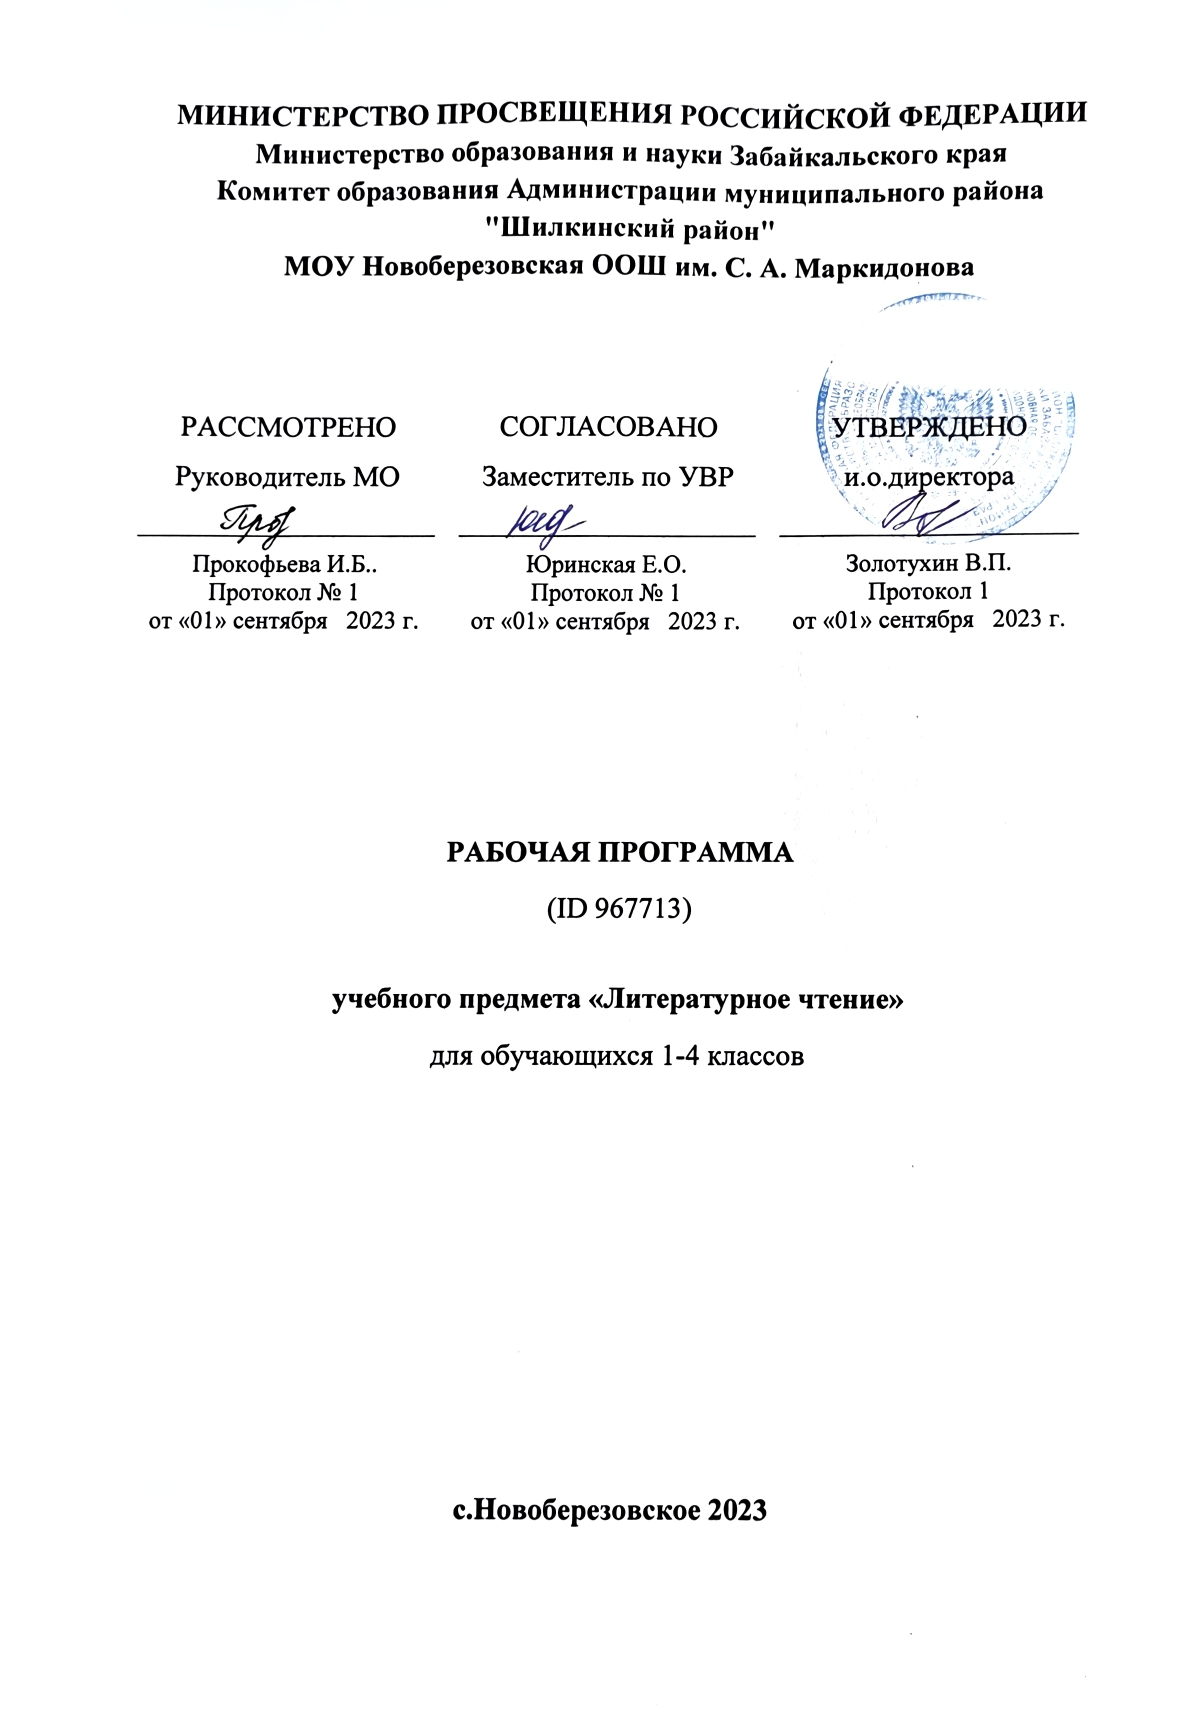 МИНИСТЕРСТВО ПРОСВЕЩЕНИЯ РОССИЙСКОЙ ФЕДЕРАЦИИ
Министерство образования и науки Забайкальского края
Комитет образования Администрации муниципального района
"Шилкинский район"
МОУ Новоберезовская ООШ им. С. А. Маркидонова
РАССМОТРЕНО
Руководитель МО
Прокофьева И.Б..
Протокол № 1
от «01» сентября 2023 г.
СОГЛАСОВАНО
Заместитель по УВР
Юринская Е.О.
Протокол № 1
от «01» сентября 2023 г.
УТВЕРЖДЕНО
и.о.директора
Золотухин В.П.
Протокол 1
от «01» сентября 2023 г.
РАБОЧАЯ ПРОГРАММА
(ID 967713)
учебного предмета «Литературное чтение»
для обучающихся 1-4 классов
с.Новоберезовское 2023